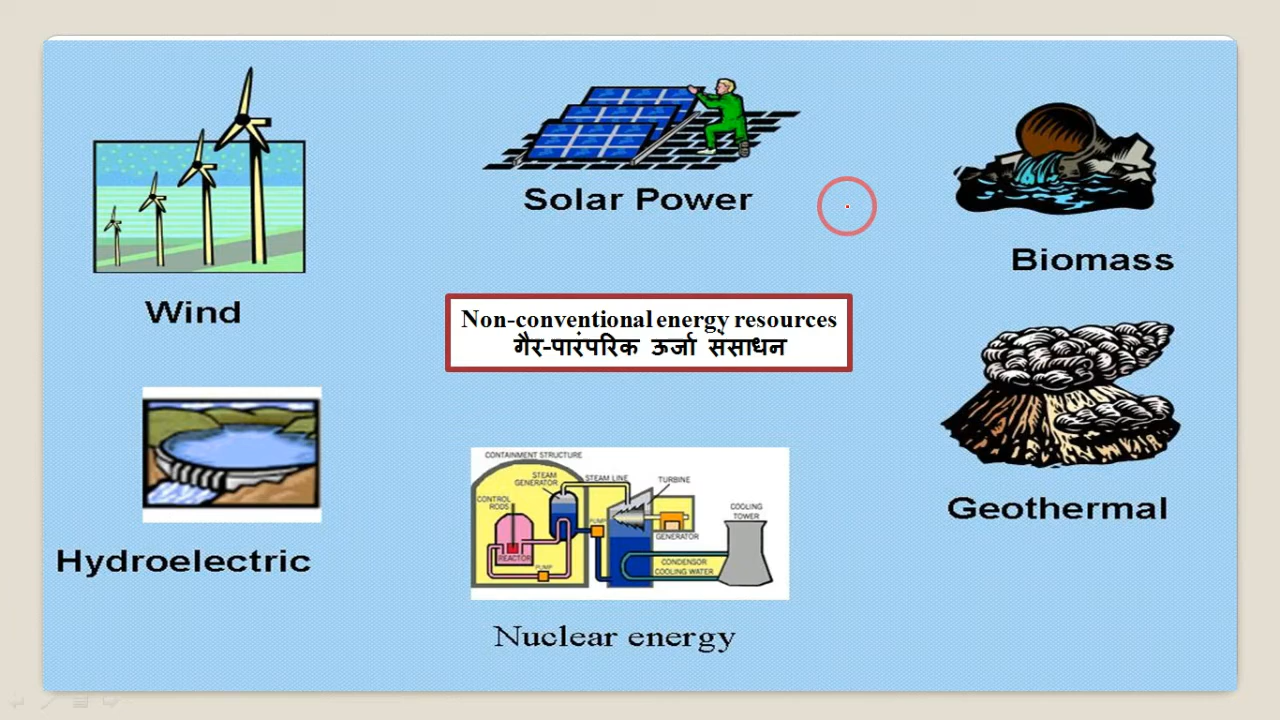 Solar Power
Biomass
Wind
Non-conventional energy resources
गैर-पारंपरिक ऊर्जा संसाधन
Hydroelectric
CONTAINMENT STRUCTURE
STEAM
GENERATOR
STEAM LINE
TURBINE
CONTROL
RODS
COOLING
TOWER
PUMP
GENERATOR
REACTOR
PUMP
CONDENSOR
COOLING WATER
Geothermal
Nuclear energy